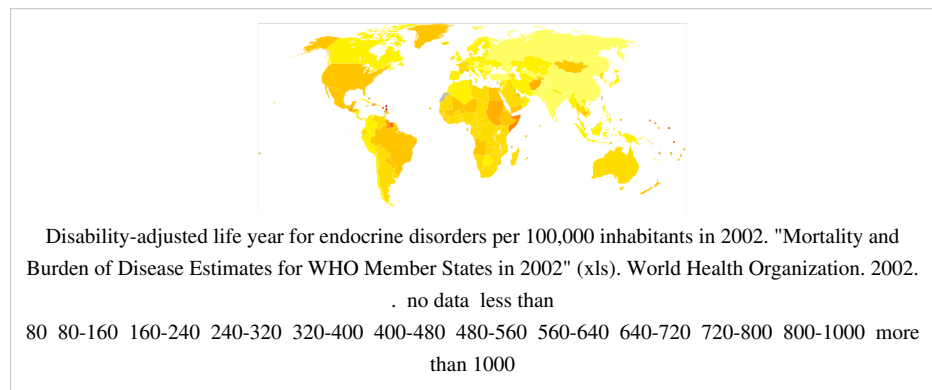 Disability-adjusted life year for endocrine disorders per 100,000 inhabitants in 2002. "Mortality and
Burden of Disease Estimates for WHO Member States in 2002" (xls). World Health Organization. 2002.
. no data less than
80 80-160 160-240 240-320 320-400 400-480 480-560 560-640 640-720 720-800 800-1000 more
than 1000